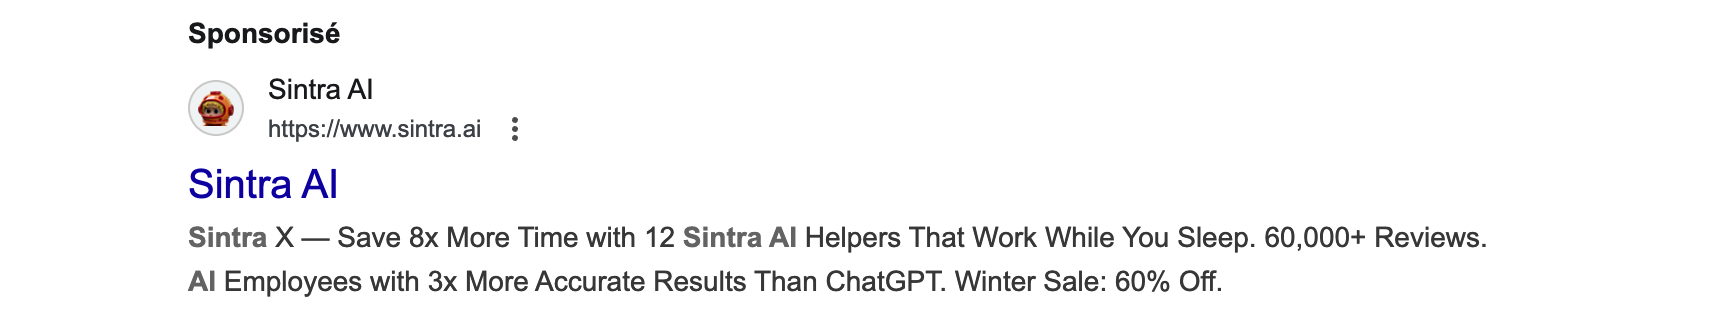 Sponsorisé
Sintra AI
https://www.sintra.ai
Sintra AI
Sintra X — Save 8x More Time with 12 Sintra AI Helpers That Work While You Sleep. 60,000+ Reviews.
AI Employees with 3x More Accurate Results Than ChatGPT. Winter Sale: 60% Off.